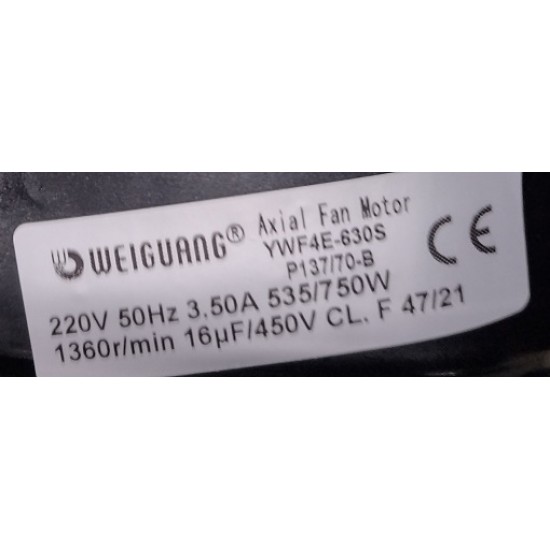 WEIGUANG® Axial Fan Motor
YWF4E-630S
P137/70-B
CE
220V 50Hz 3.50A 535/750W
1360r/min 16µF/450V CL. F 47/21